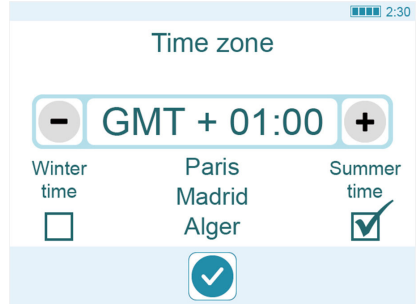 2:30
Time zone
- GMT + 01:00 +
Winter time
Paris
Madrid
Alger
Summer time